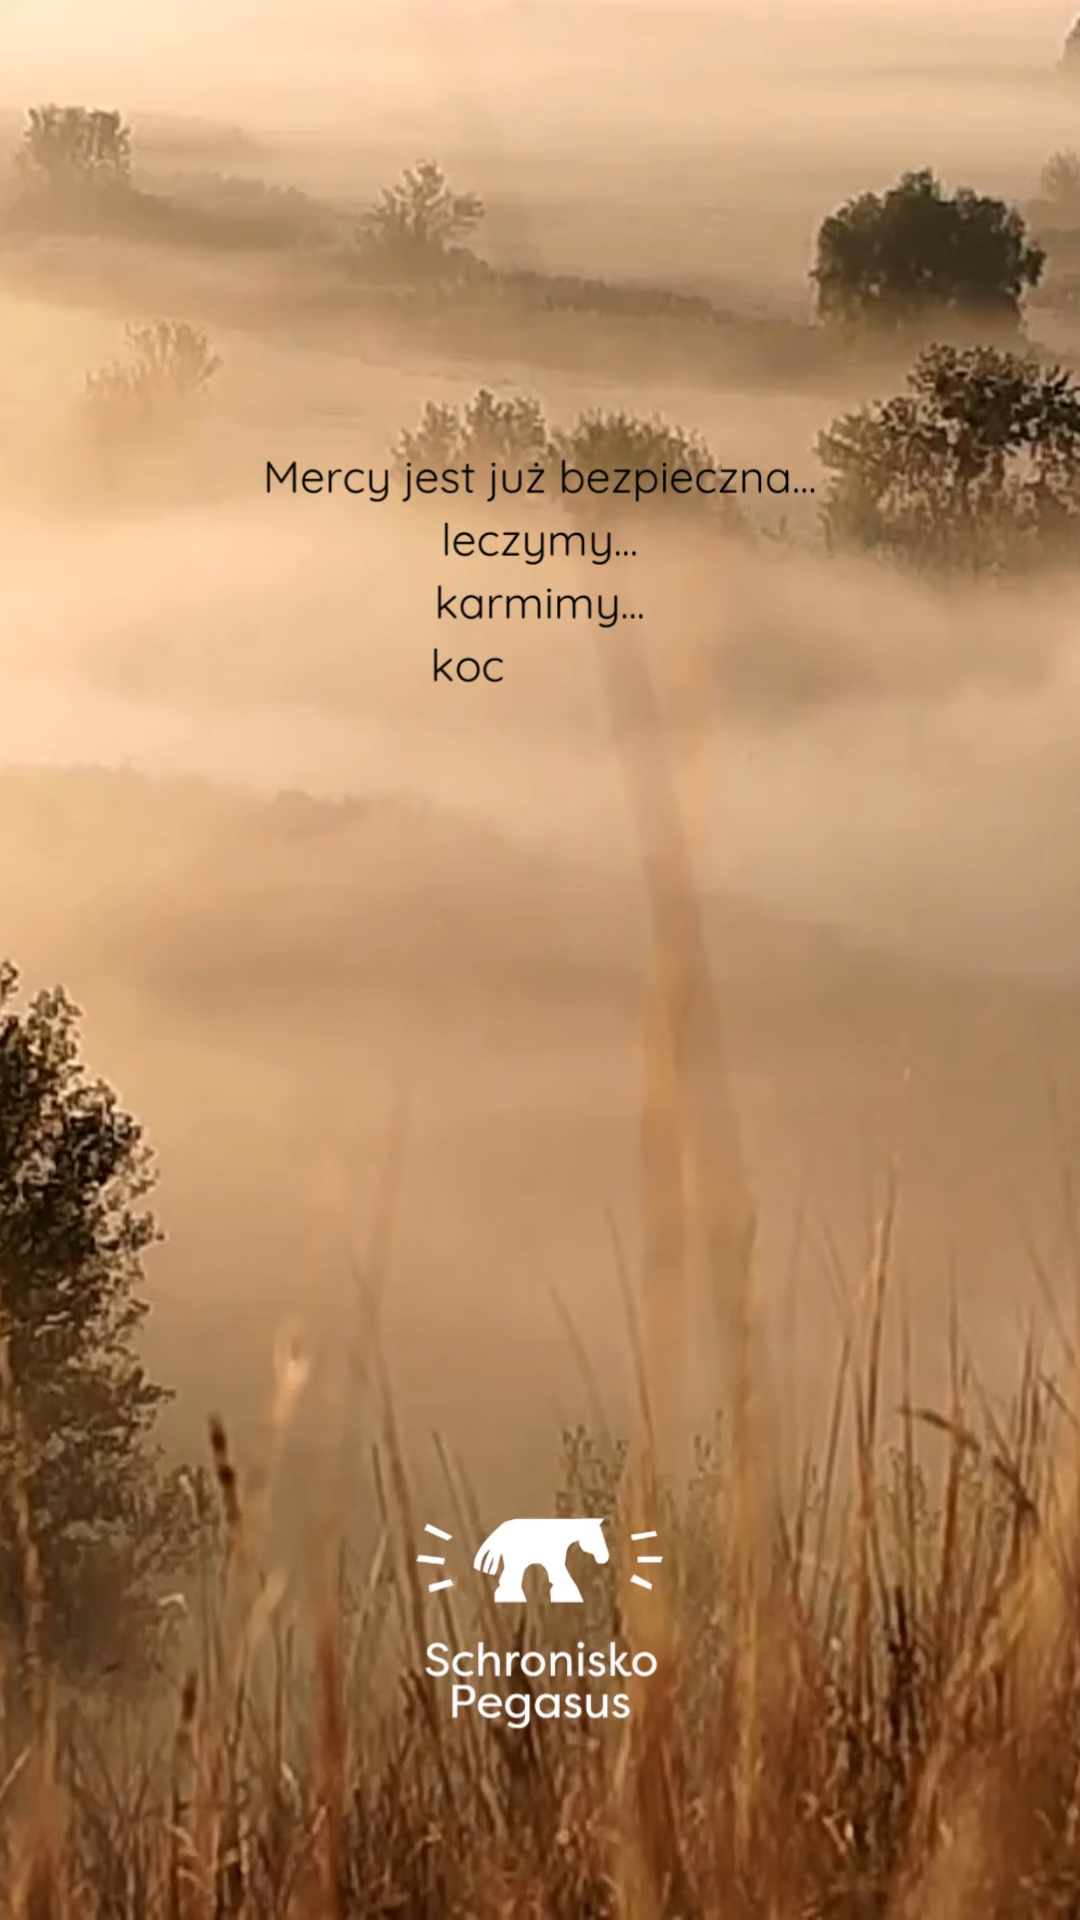 Mercy jest już bezpieczna...
leczymy...
karmimy...
koc
Schronisko
Pegasus